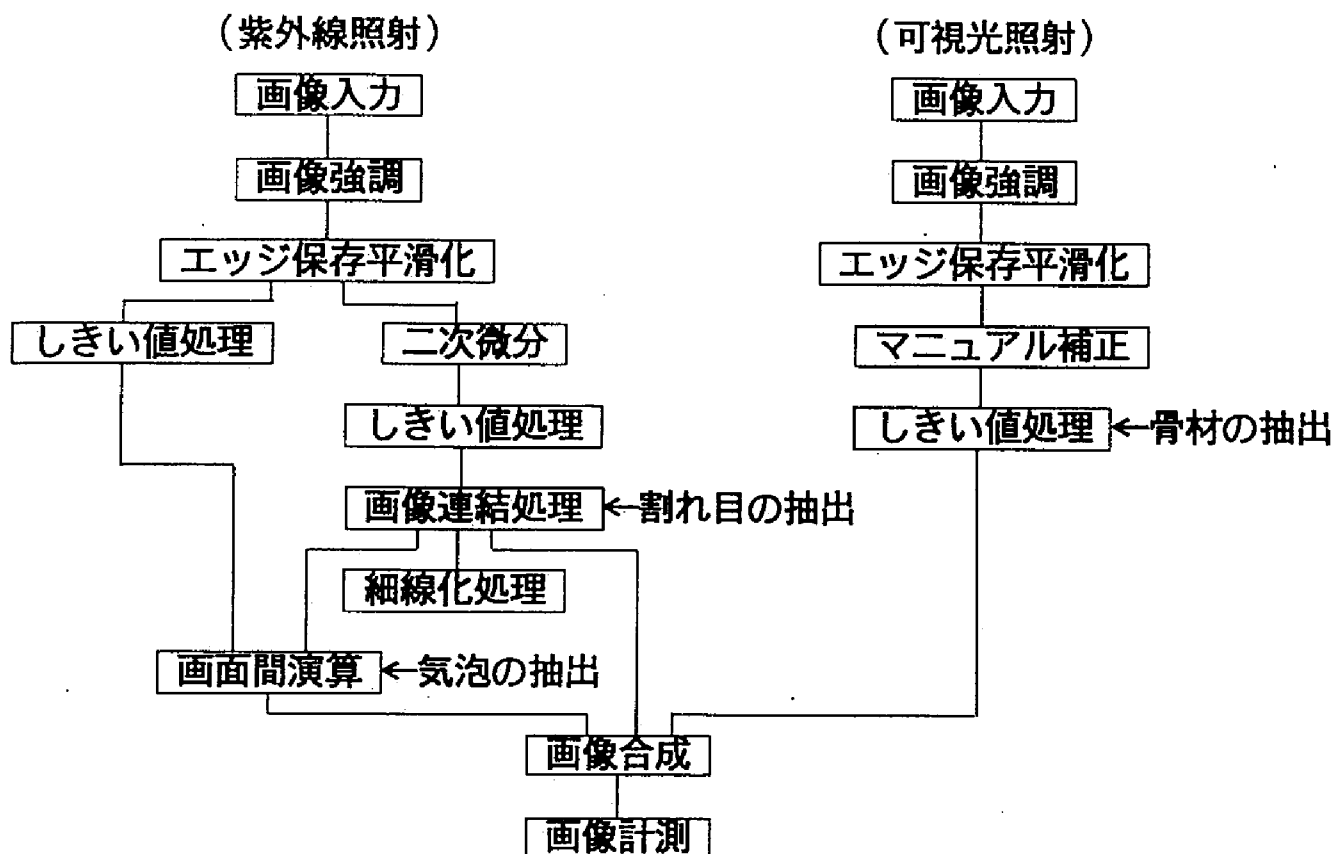 (紫外線照射)
画像入力
画像強調
エッジ保存平滑化
しきい値処理
二次微分
しきい値処理
画像連結処理 ←割れ目の抽出
細線化処理
画面間演算 ←気泡の抽出
(可視光照射)
画像入力
画像強調
エッジ保存平滑化
マニュアル補正
しきい値処理 ←骨材の抽出
画像合成
画像計測